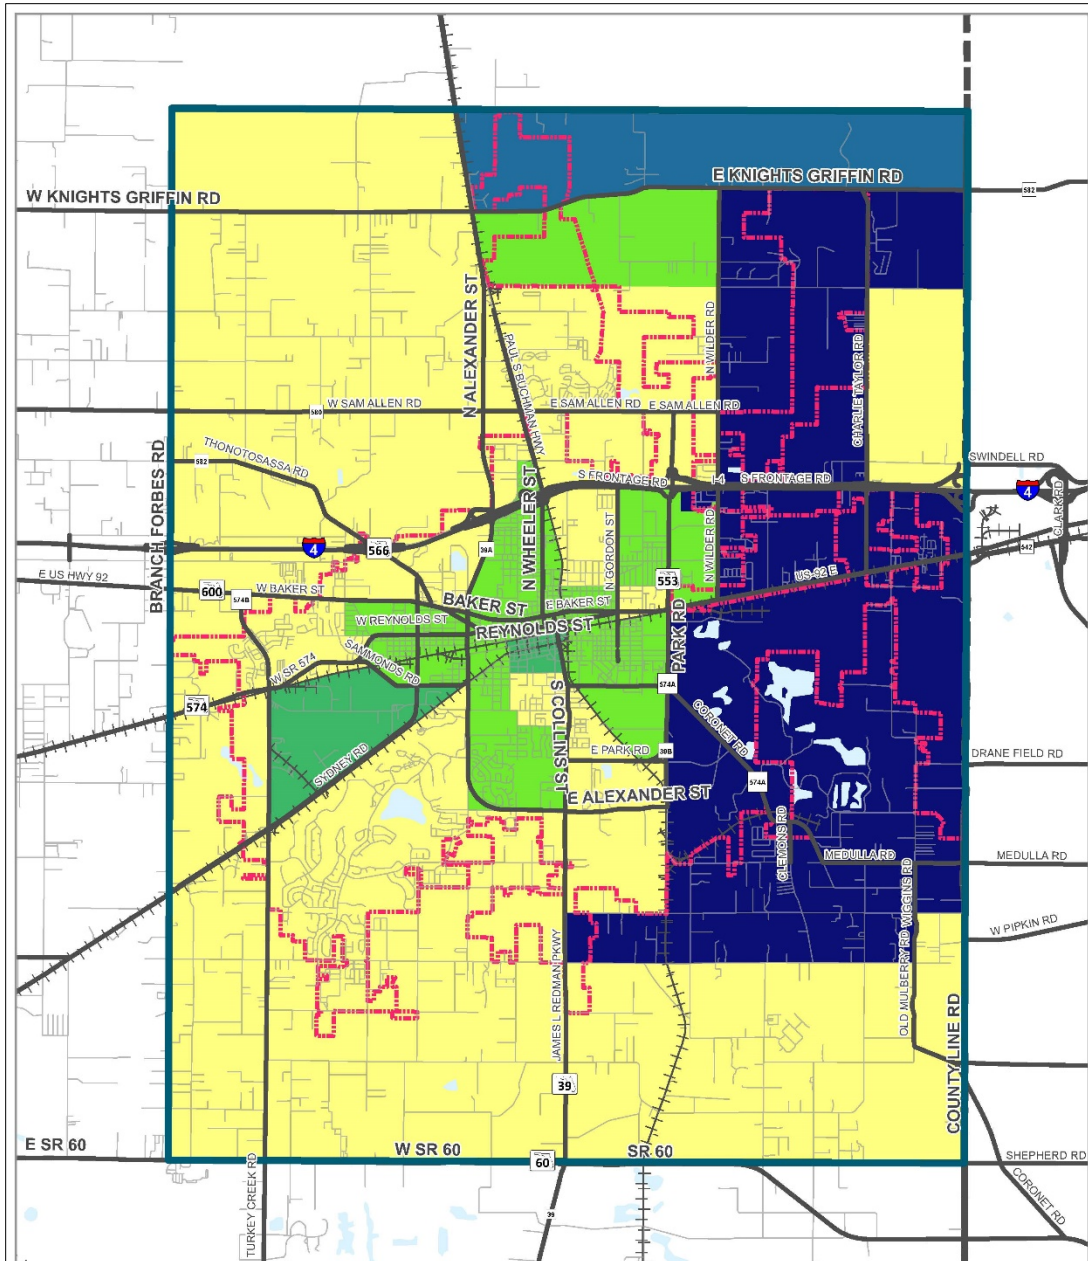 E KNIGHTS GRIFFIN RD
582
W KNIGHTS GRIFFIN RD
N ALEXANDER ST
PAUL S BUCHMAN HWY
N WILDER RD
CHARLIE TAYLOR RD
W SAM ALLEN RD
580
E SAM ALLEN RD
E SAM ALLEN RD
BRANCH FORBES RD
THONOTOSASSA RD
582
SWINDELL RD
S FRONTAGE RD
I-4
S FRONTAGE RD
4
CLARK RD
N WHEELER ST
N GORDON ST
N WILDER RD
4
566
39A
542
E US HWY 92
600
574B
W BAKER ST
BAKER ST
E BAKER ST
553
US-92 E
W REYNOLDS ST
REYNOLDS ST
PARK RD
SAMMONDS RD
W SR 574
574
574A
S COLLINS ST
CORONET RD
E PARK RD
39B
DRANE FIELD RD
SYDNEY RD
574A
E ALEXANDER ST
CLEMONS RD
MEDULLA RD
MEDULLA RD
WIGGINS RD
W PIPKIN RD
OLD MULBERRY RD
JAMES L REDMAN PKWY
COUNTY LINE RD
39
E SR 60
W SR 60
60
SR 60
SHEPHERD RD
TURKEY CREEK RD
39
CORONET RD